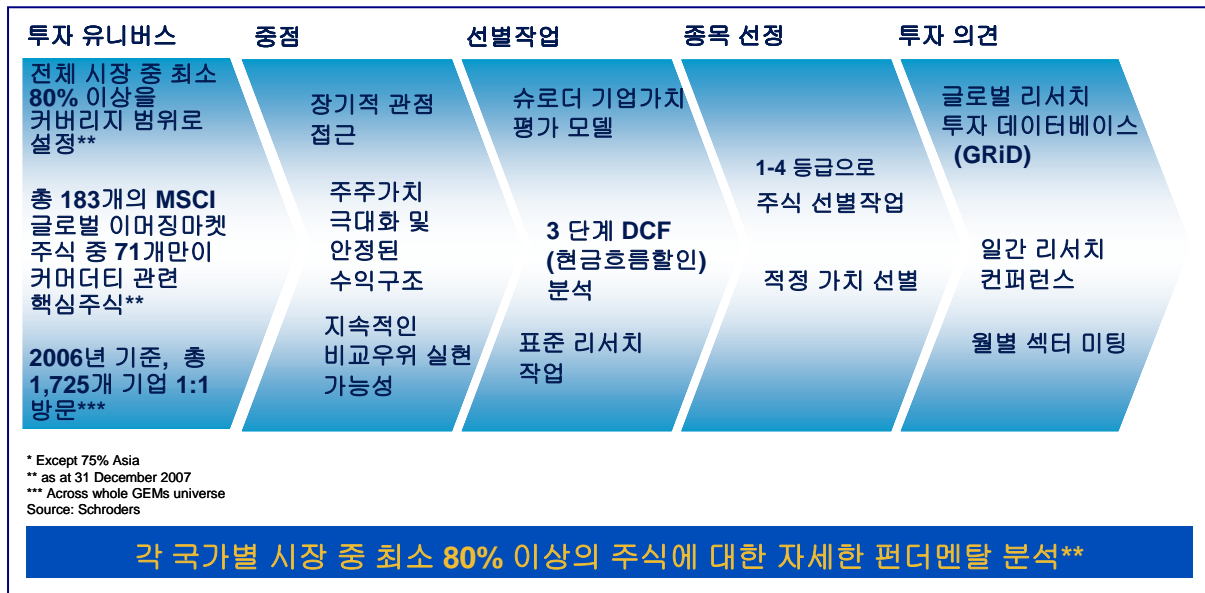 투자 유니버스
중점
선별작업
종목 선정
투자 의견
전체 시장 중 최소
80% 이상을
커버리지 범위로
설정**
총 183개의 MSCI
글로벌 이머징마켓
주식 중 71개만이
커머더티 관련
핵심주식**
2006년 기준, 총
1,725개 기업 1:1
방문***
장기적 관점
접근
주주가치
극대화 및
안정된
수익구조
지속적인
비교우위 실현
가능성
슈로더 기업가치
평가 모델
3 단계 DCF
(현금흐름할인)
분석
표준 리서치
작업
1-4 등급으로
주식 선별작업
적정 가치 선별
글로벌 리서치
투자 데이터베이스
(GRiD)
일간 리서치
컨퍼런스
월별 섹터 미팅
* Except 75% Asia
** as at 31 December 2007
*** Across whole GEMs universe
Source: Schroders
각 국가별 시장 중 최소 80% 이상의 주식에 대한 자세한 펀더멘탈 분석**